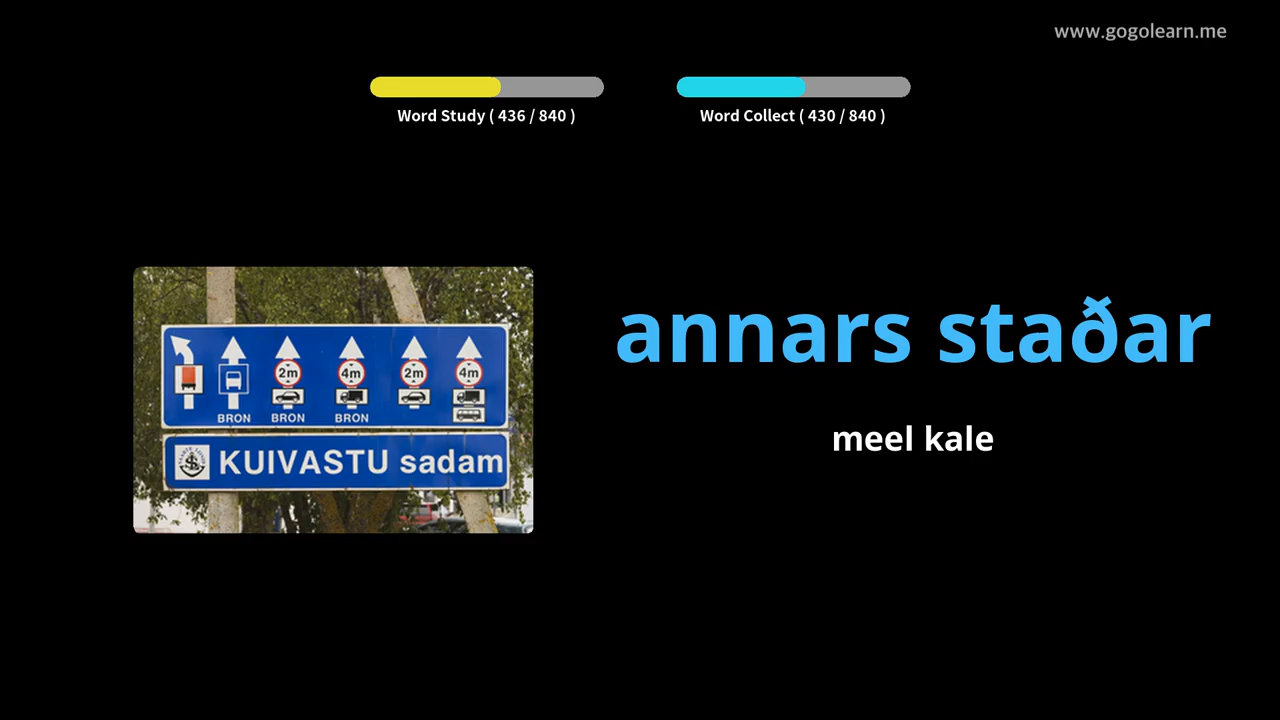 www.gogolearn.me
Word Study ( 436 / 840 )
Word Collect ( 430 / 840 )
2m 4m 2m 4m
BRON BRON BRON
KUIVASTU sadam
annars staðar
meel kale